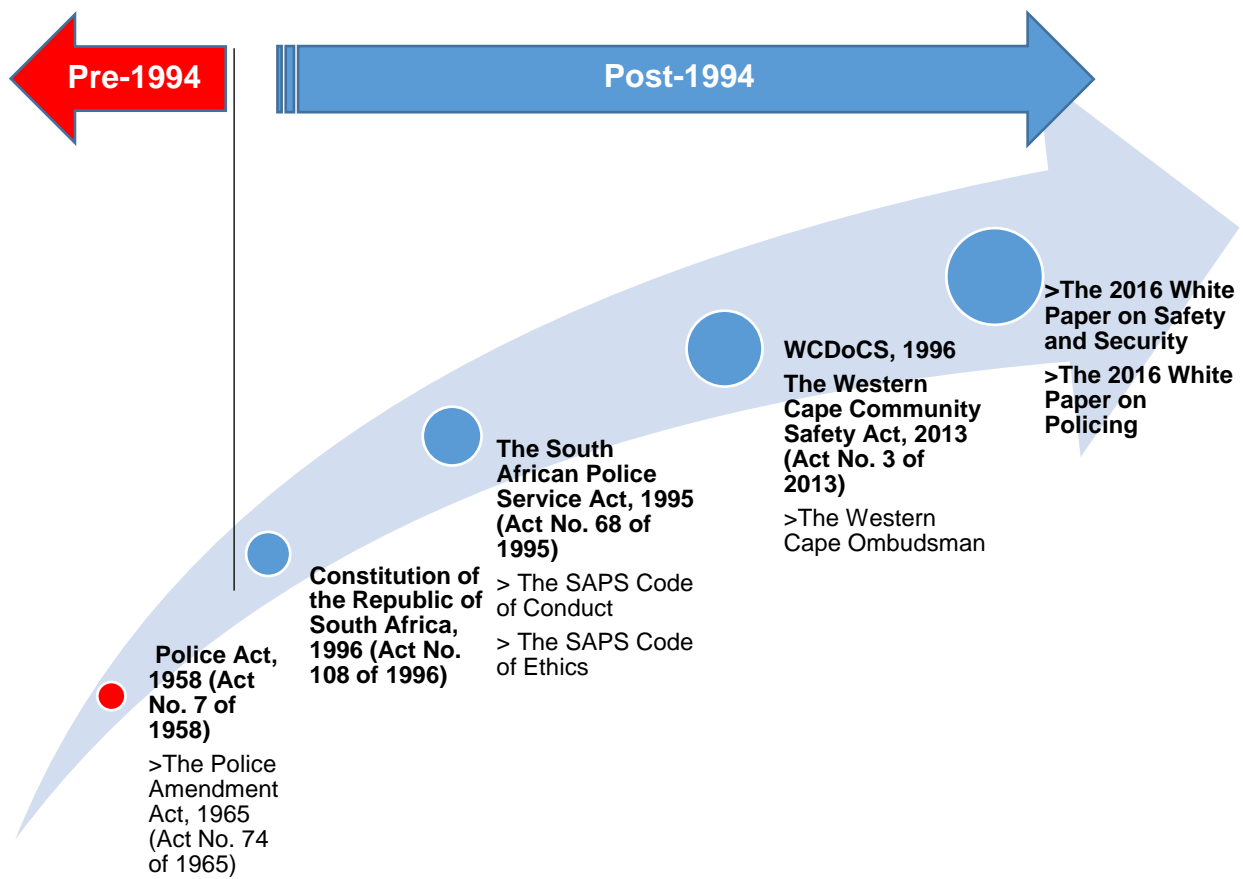 Pre-1994
Post-1994
Police Act,
1958 (Act
No. 7 of
1958)
>The Police
Amendment
Act, 1965
(Act No. 74
of 1965)
Constitution of
the Republic of
South Africa,
1996 (Act No.
108 of 1996)
The South
African Police
Service Act, 1995
(Act No. 68 of
1995)
> The SAPS Code
of Conduct
> The SAPS Code
of Ethics
WCDoCS, 1996
The Western
Cape Community
Safety Act, 2013
(Act No. 3 of
2013)
>The Western
Cape Ombudsman
>The 2016 White
Paper on Safety
and Security
>The 2016 White
Paper on
Policing